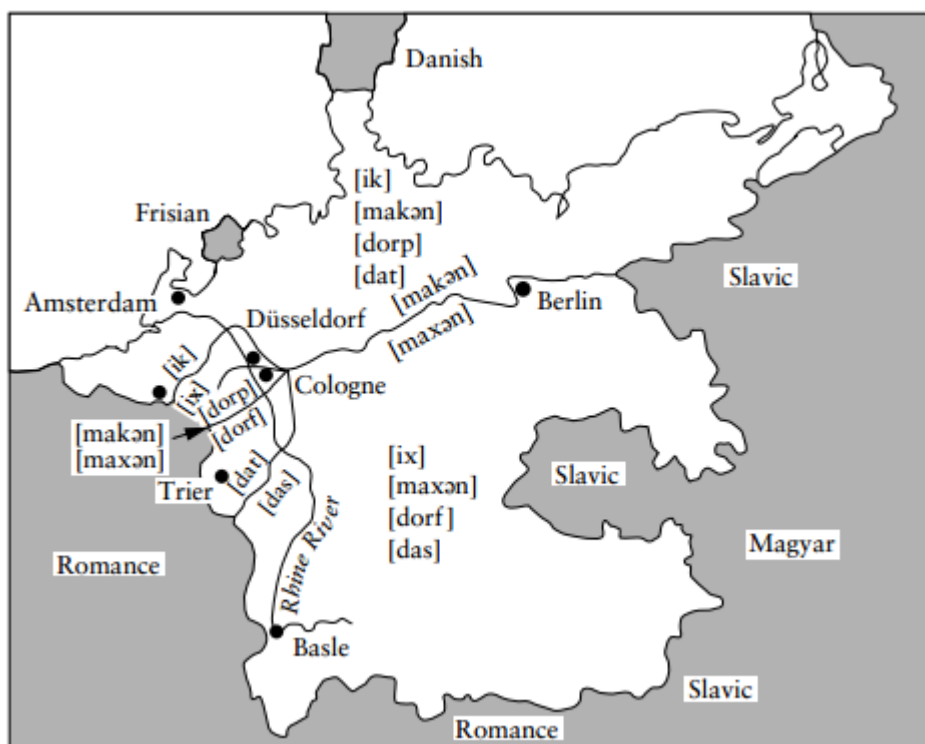 Danish
[ik]
[makən]
[dorp]
[dat]
Frisian
Slavic
Amsterdam
[makən]
[maxən]
Berlin
Düsseldorf
[ik]
[ix]
Cologne
[dorp]
[dorf]
[makən]
[maxən]
Trier
[dat]
[das]
[ix]
[maxən]
[dorf]
[das]
Slavic
Romance
Rhine River
Magyar
Basle
Slavic
Romance